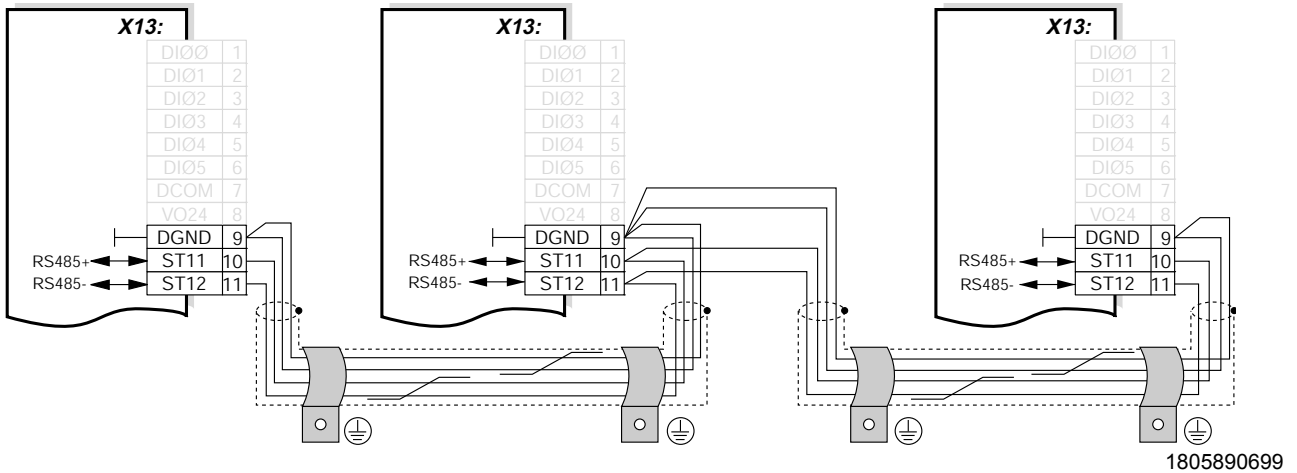 X13:
DIØØ 1
DIØ1 2
DIØ2 3
DIØ3 4
DIØ4 5
DIØ5 6
DCOM 7
VO24 8
DGND 9
RS485+ ST11 10
RS485- ST12 11
X13:
DIØØ 1
DIØ1 2
DIØ2 3
DIØ3 4
DIØ4 5
DIØ5 6
DCOM 7
VO24 8
DGND 9
RS485+ ST11 10
RS485- ST12 11
X13:
DIØØ 1
DIØ1 2
DIØ2 3
DIØ3 4
DIØ4 5
DIØ5 6
DCOM 7
VO24 8
DGND 9
RS485+ ST11 10
RS485- ST12 11
1805890699